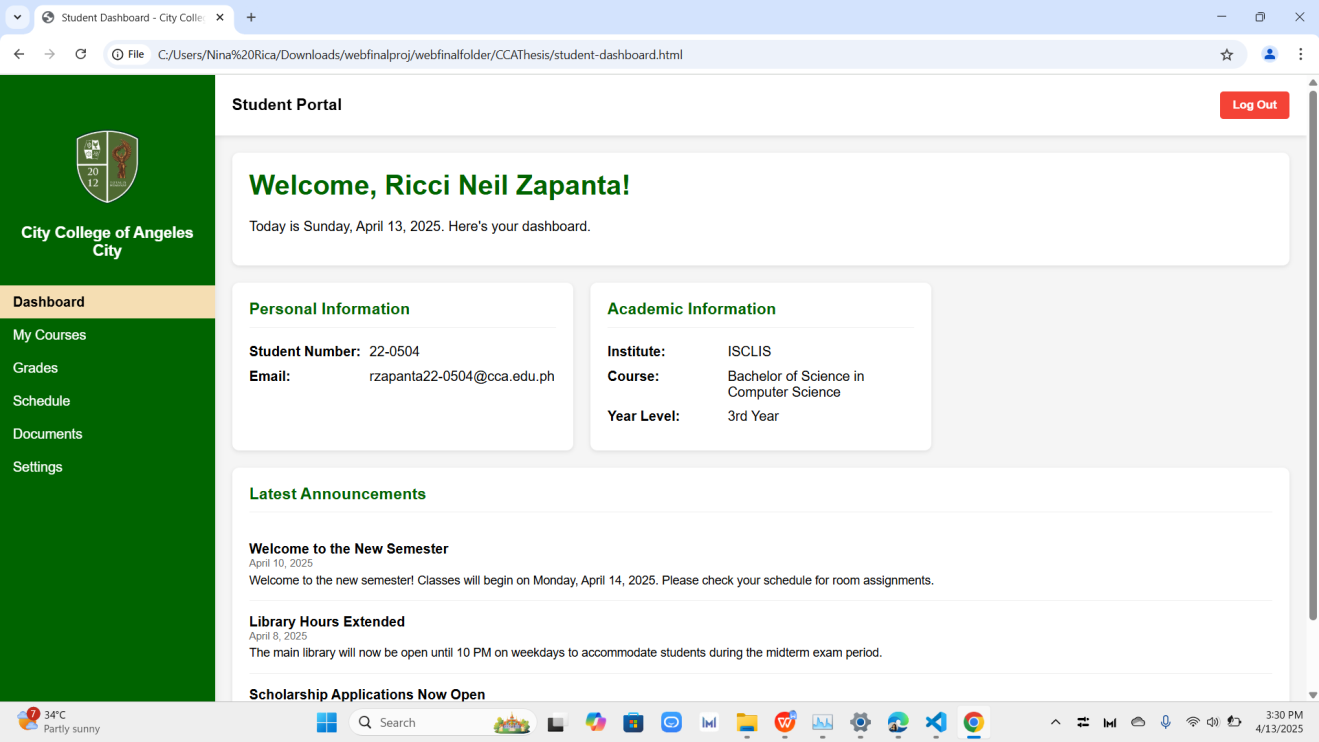 Student Dashboard - City Colle
File C:/Users/Nina%20Rica/Downloads/webfinalproj/webfinalfolder/CCAThesis/student-dashboard.html
20
12
City College of Angeles
City
Dashboard
My Courses
Grades
Schedule
Documents
Settings
Student Portal
Log Out
Welcome, Ricci Neil Zapanta!
Today is Sunday, April 13, 2025. Here's your dashboard.
Personal Information
Student Number: 22-0504
Email: rzapanta22-0504@cca.edu.ph
Academic Information
Institute: ISCLIS
Course: Bachelor of Science in
Computer Science
Year Level: 3rd Year
Latest Announcements
Welcome to the New Semester
April 10, 2025
Welcome to the new semester! Classes will begin on Monday, April 14, 2025. Please check your schedule for room assignments.
Library Hours Extended
April 8, 2025
The main library will now be open until 10 PM on weekdays to accommodate students during the midterm exam period.
Scholarship Applications Now Open
7
34°C
Partly sunny
Search
3:30 PM
4/13/2025